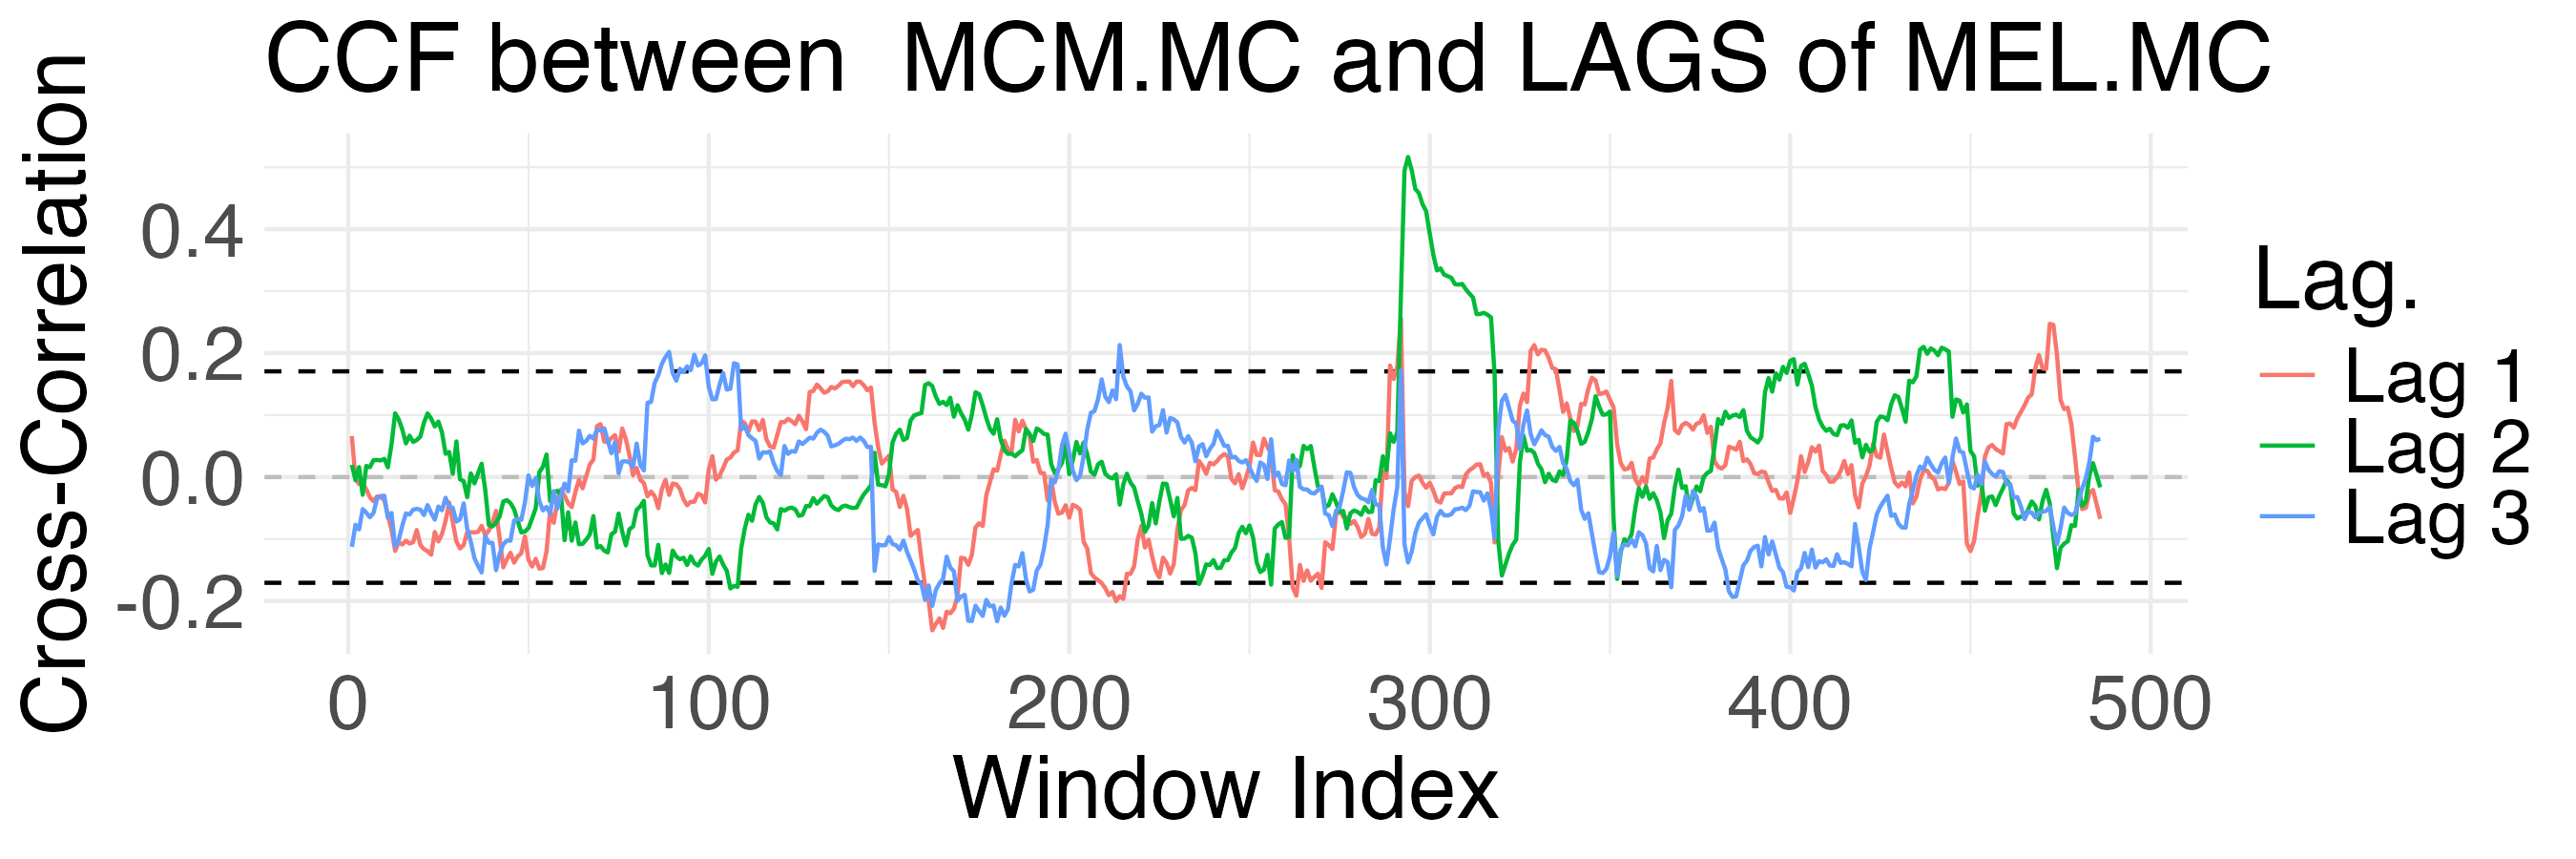 CCF between  MCM.MC and LAGS of MEL.MC
Cross-Correlation
0.4
0.2
0.0
-0.2
0 100 200 300 400 500
Window Index
Lag.
Lag 1
Lag 2
Lag 3